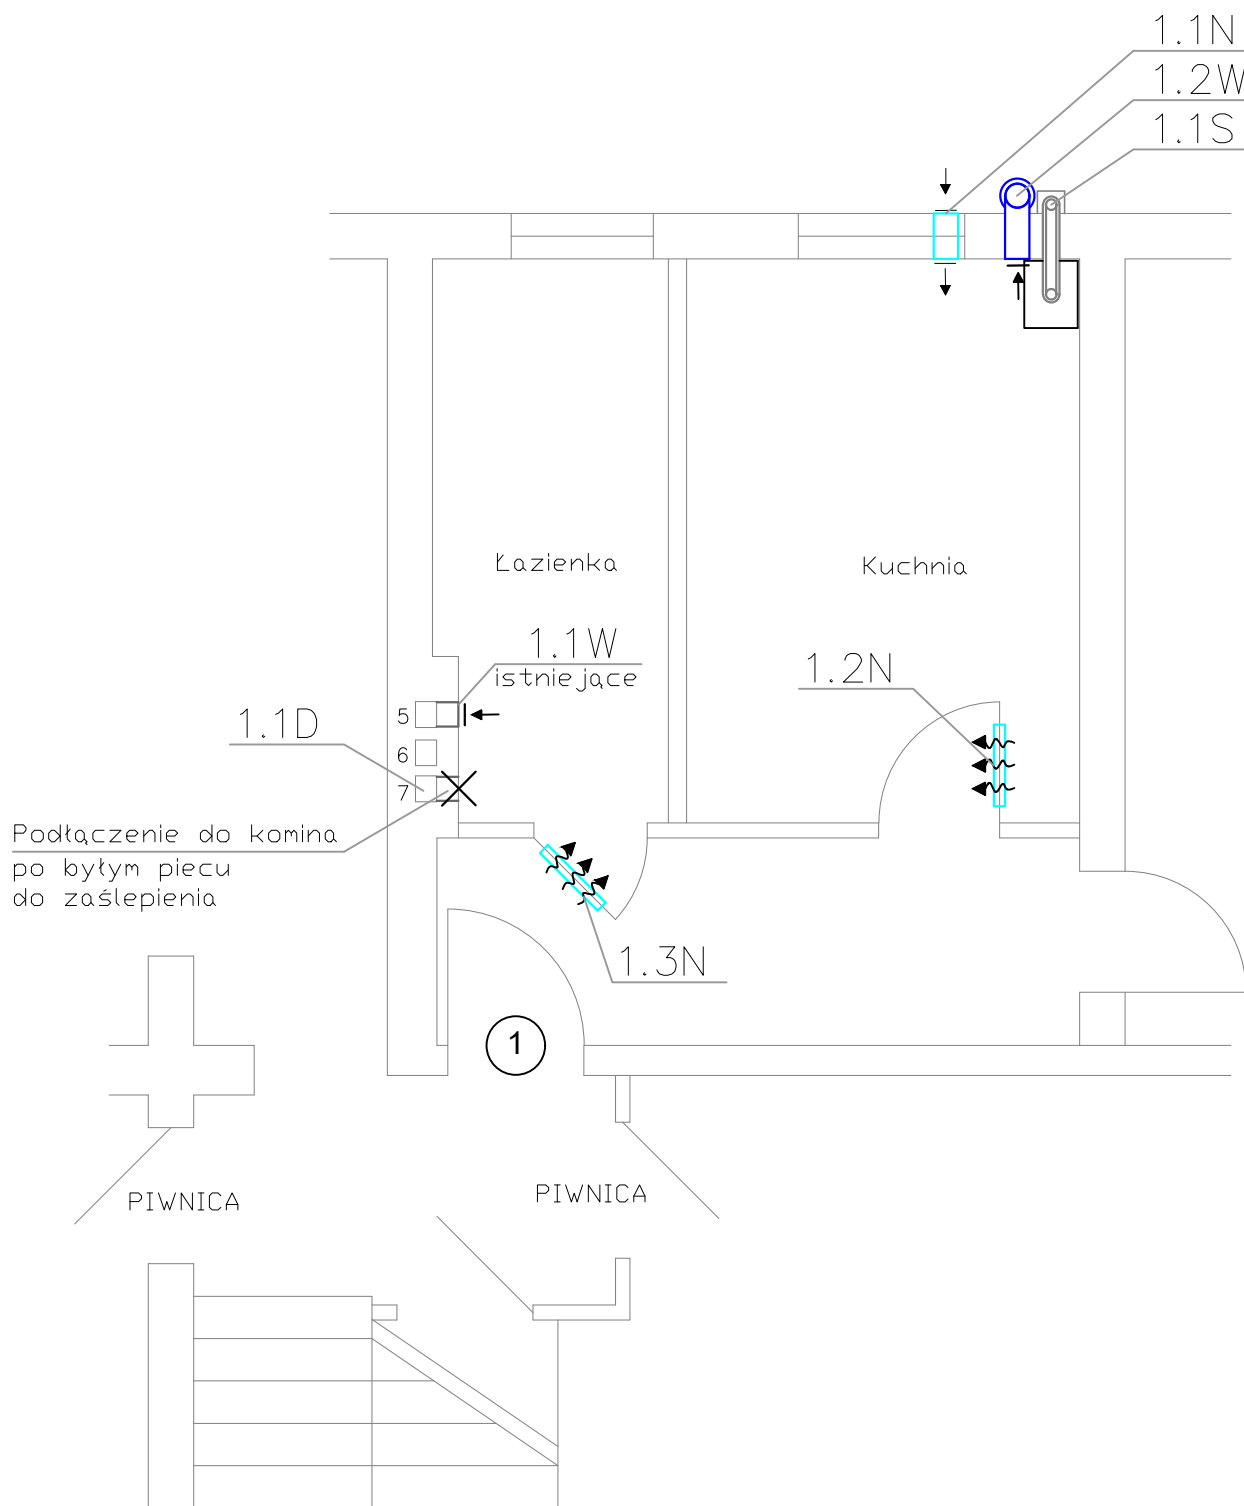 1.1N
1.2W
1.1S
Łazienka
Kuchnia
1.1W
istniejące
1.2N
1.1D
5
6
7
Podłączenie do komina
po byłym piecu
do zaślepienia
1.3N
1
PIWNICA
PIWNICA